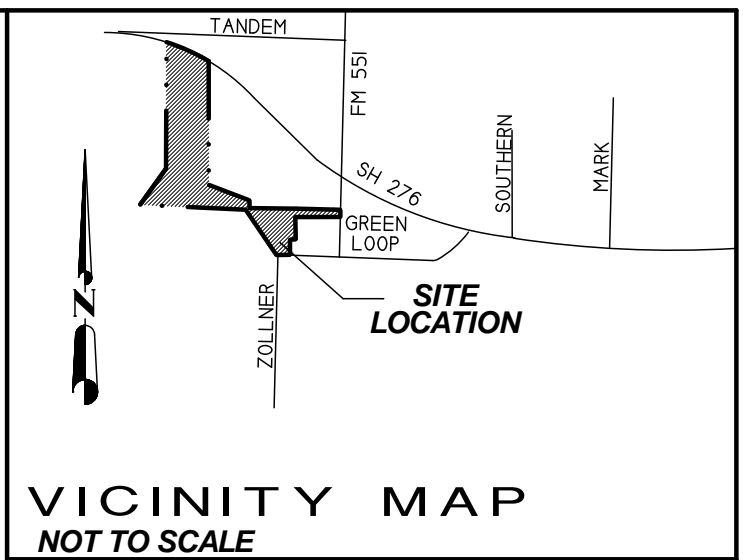 TANDEM
FM 551
SH 276
SOUTHERN
MARK
GREEN
LOOP
N
ZOLLNER
SITE
LOCATION
VICINITY MAP
NOT TO SCALE